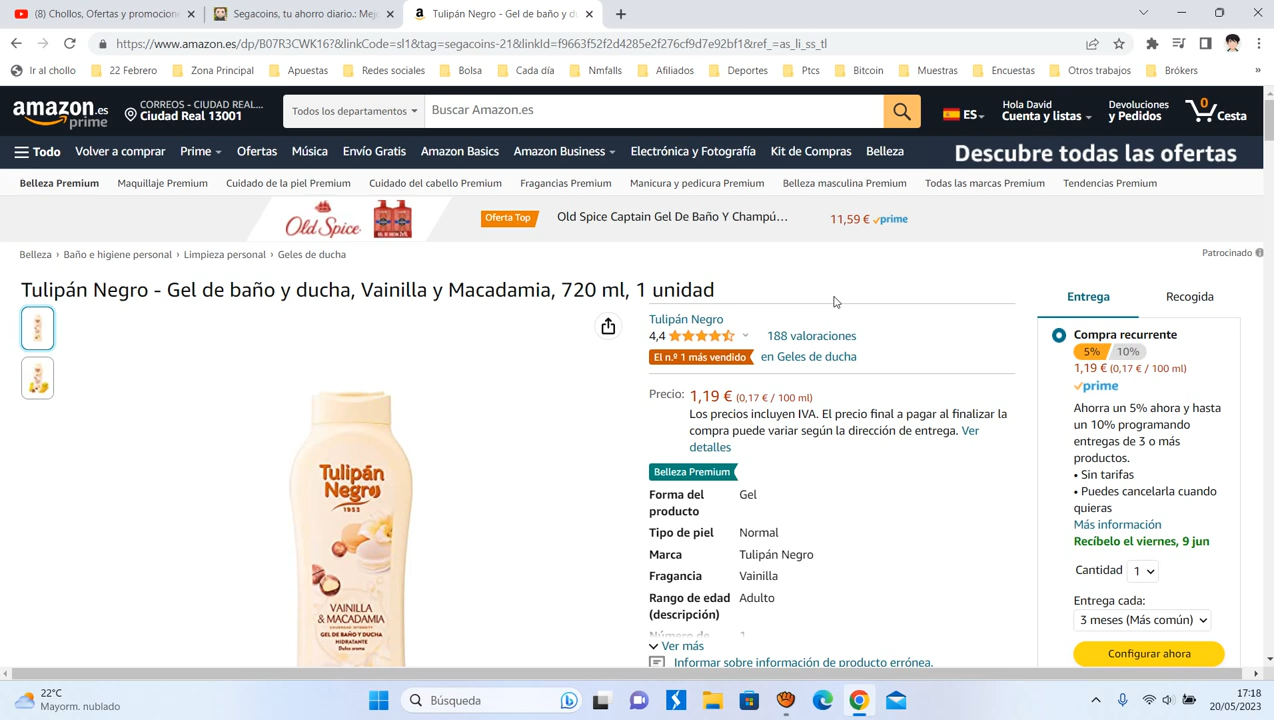 (8) Chollos, Ofertas y promocione
Segacoins, tu ahorro diario.: Mej
Tulipán Negro - Gel de baño y du
https://www.amazon.es/dp/B07R3CWK16?&linkCode=sl1&tag=segacoins-21&linkId=f9663f52f2d4285e2f276cf9d7e92bf1&ref_=as_li_ss_tl
Ir al chollo
22 Febrero
Zona Principal
Apuestas
Redes sociales
Bolsa
Cada día
Nmfalls
Afiliados
Deportes
Ptcs
Bitcoin
Muestras
Encuestas
Otros trabajos
Brókers
»
amazon.es
prime
CORREOS - CIUDAD REAL...
Ciudad Real 13001
Todos los departamentos
Buscar Amazon.es
ES
Hola David
Cuenta y listas
Devoluciones
y Pedidos
0
Cesta
Todo
Volver a comprar
Prime
Ofertas
Música
Envío Gratis
Amazon Basics
Amazon Business
Electrónica y Fotografía
Kit de Compras
Belleza
Descubre todas las ofertas
Belleza Premium
Maquillaje Premium
Cuidado de la piel Premium
Cuidado del cabello Premium
Fragancias Premium
Manicura y pedicura Premium
Belleza masculina Premium
Todas las marcas Premium
Tendencias Premium
Old Spice
Oferta Top
Old Spice Captain Gel De Baño Y Champú...
11,59 € prime
Belleza › Baño e higiene personal › Limpieza personal › Geles de ducha
Patrocinado
Tulipán Negro - Gel de baño y ducha, Vainilla y Macadamia, 720 ml, 1 unidad
Tulipán Negro
4,4
188 valoraciones
El n.º 1 más vendido
en Geles de ducha
Precio: 1,19 € (0,17 € / 100 ml)
Los precios incluyen IVA. El precio final a pagar al finalizar la
compra puede variar según la dirección de entrega. Ver
detalles
Belleza Premium
Forma del
producto
Gel
Tipo de piel
Normal
Marca
Tulipán Negro
Fragancia
Vainilla
Rango de edad
(descripción)
Adulto
Número de
1
Ver más
Informar sobre información de producto errónea.
Tulipán
Negro
1953
VAINILLA
& MACADAMIA
GEL DE BAÑO Y DUCHA
HIDRATANTE
Dulce aroma
Entrega
Recogida
Compra recurrente
5% 10%
1,19 € (0,17 € / 100 ml)
prime
Ahorra un 5% ahora y hasta
un 10% programando
entregas de 3 o más
productos.
• Sin tarifas
• Puedes cancelarla cuando
quieras
Más información
Recíbelo el viernes, 9 jun
Cantidad 1
Entrega cada:
3 meses (Más común)
Configurar ahora
22°C
Mayorm. nublado
Búsqueda
17:18
20/05/2023